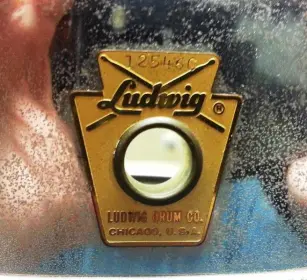 125460
Ludwig ®
LUDWIG DRUM CO.
CHICAGO, U.S.A.